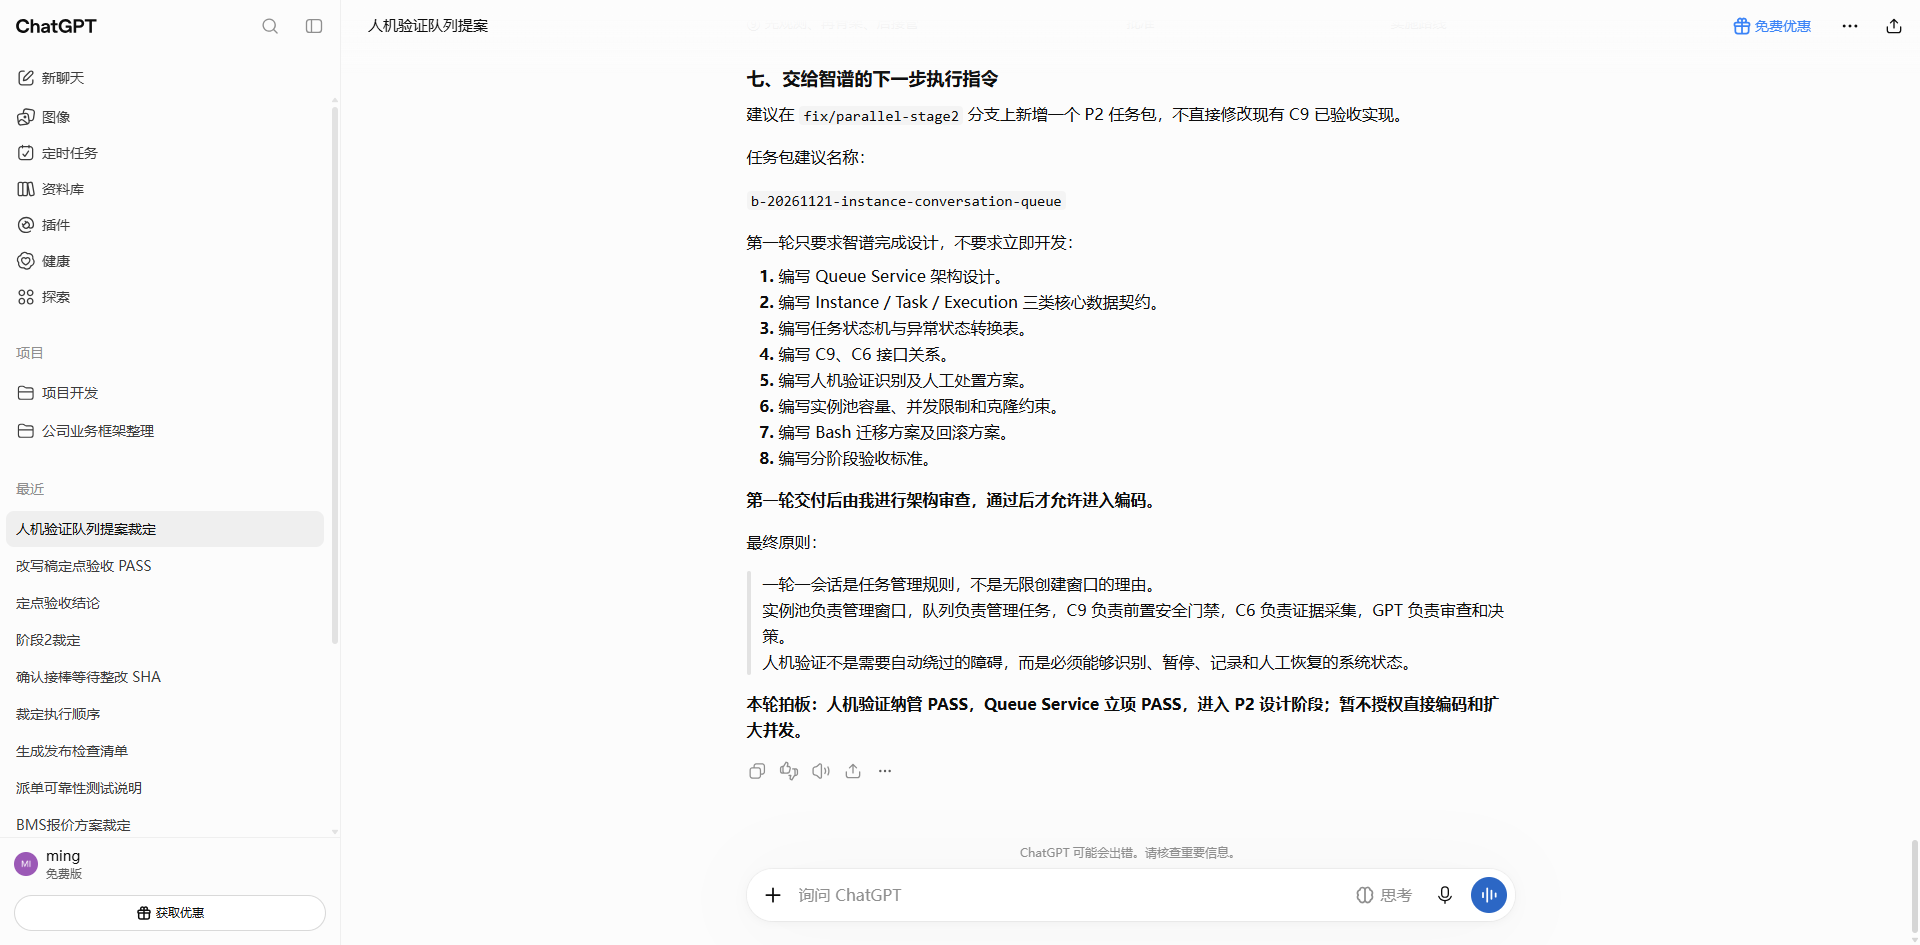 ChatGPT
新聊天
图像
定时任务
资料库
插件
健康
探索
项目
项目开发
公司业务框架整理
最近
人机验证队列提案裁定
改写稿定点验收 PASS
定点验收结论
阶段2裁定
确认接棒等待整改 SHA
裁定执行顺序
生成发布检查清单
派单可靠性测试说明
BMS报价方案裁定
MI
ming
免费版
获取优惠
人机验证队列提案
免费优惠
七、交给智谱的下一步执行指令
建议在 fix/parallel-stage2 分支上新增一个 P2 任务包，不直接修改现有 C9 已验收实现。
任务包建议名称：
b-20261121-instance-conversation-queue
第一轮只要求智谱完成设计，不要求立即开发：
1. 编写 Queue Service 架构设计。
2. 编写 Instance / Task / Execution 三类核心数据契约。
3. 编写任务状态机与异常状态转换表。
4. 编写 C9、C6 接口关系。
5. 编写人机验证识别及人工处置方案。
6. 编写实例池容量、并发限制和克隆约束。
7. 编写 Bash 迁移方案及回滚方案。
8. 编写分阶段验收标准。
第一轮交付后由我进行架构审查，通过后才允许进入编码。
最终原则：
一轮一会话是任务管理规则，不是无限创建窗口的理由。
实例池负责管理窗口，队列负责管理任务，C9 负责前置安全门禁，C6 负责证据采集，GPT 负责审查和决
策。
人机验证不是需要自动绕过的障碍，而是必须能够识别、暂停、记录和人工恢复的系统状态。
本轮拍板：人机验证纳管 PASS，Queue Service 立项 PASS，进入 P2 设计阶段；暂不授权直接编码和扩
大并发。
ChatGPT 可能会出错。请核查重要信息。
询问 ChatGPT
思考